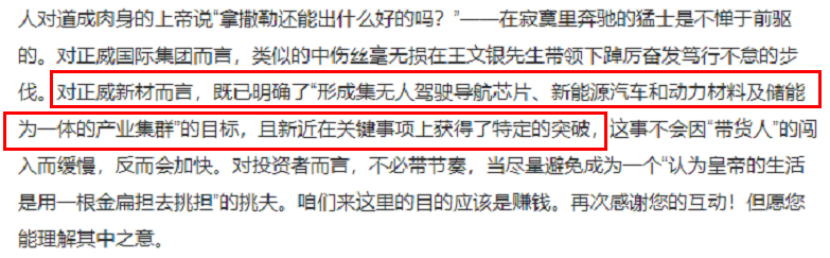 人对道成肉身的上帝说“拿撒勒还能出什么好的吗？”——在寂寞里奔驰的猛士是不惮于前驱
的。对正威国际集团而言，类似的中伤丝毫无损在王文银先生带领下踔厉奋发笃行不怠的步
伐。对正威新材而言，既已明确了“形成集无人驾驶导航芯片、新能源汽车和动力材料及储能
为一体的产业集群”的目标，且新近在关键事项上获得了特定的突破，这事不会因“带货人”的闯
入而缓慢，反而会加快。对投资者而言，不必带节奏，当尽量避免成为一个“认为皇帝的生活
是用一根金扁担去挑担”的挑夫。咱们来这里的目的应该是赚钱。再次感谢您的互动！但愿您
能理解其中之意。